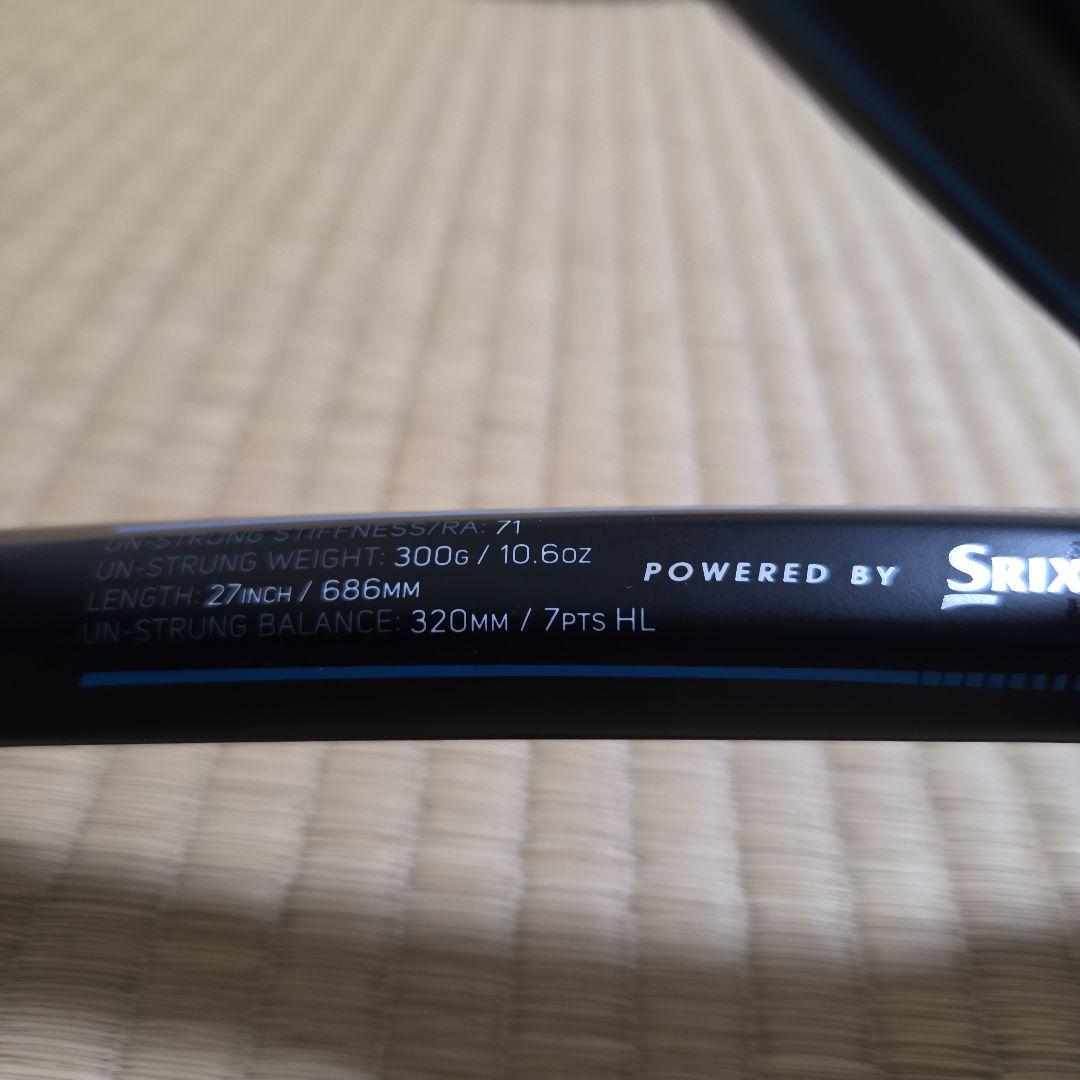 UN-STRUNG STIFFNESS/RA: 71
UN-STRUNG WEIGHT: 300G / 10.6OZ
LENGTH: 27INCH / 686MM
UN-STRUNG BALANCE: 320MM / 7PTS HL
POWERED BY SRIX